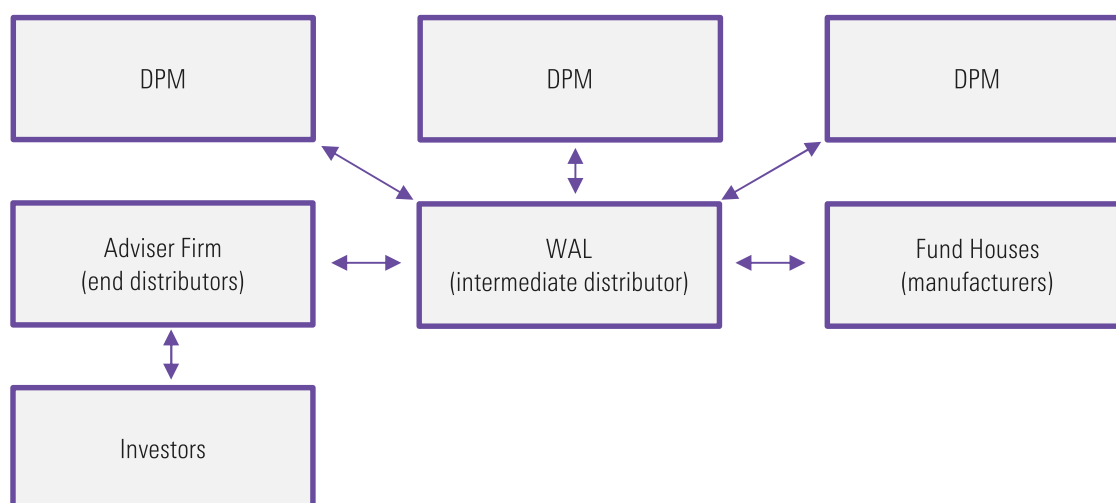 DPM
DPM
DPM
Adviser Firm
(end distributors)
WAL
(intermediate distributor)
Fund Houses
(manufacturers)
Investors